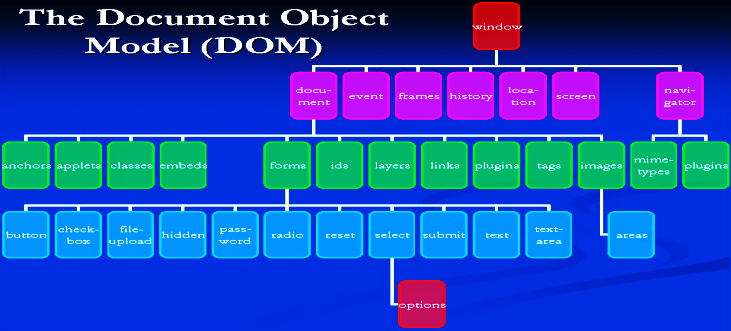 The Document Object
Model (DOM)
window
docu-
ment
event
frames
history
loca-
tion
screen
navi-
gator
anchors
applets
classes
embeds
forms
ids
layers
links
plugins
tags
images
mime-
types
plugins
button
check-
box
file-
upload
hidden
pass-
word
radio
reset
select
submit
text
text-
area
areas
options